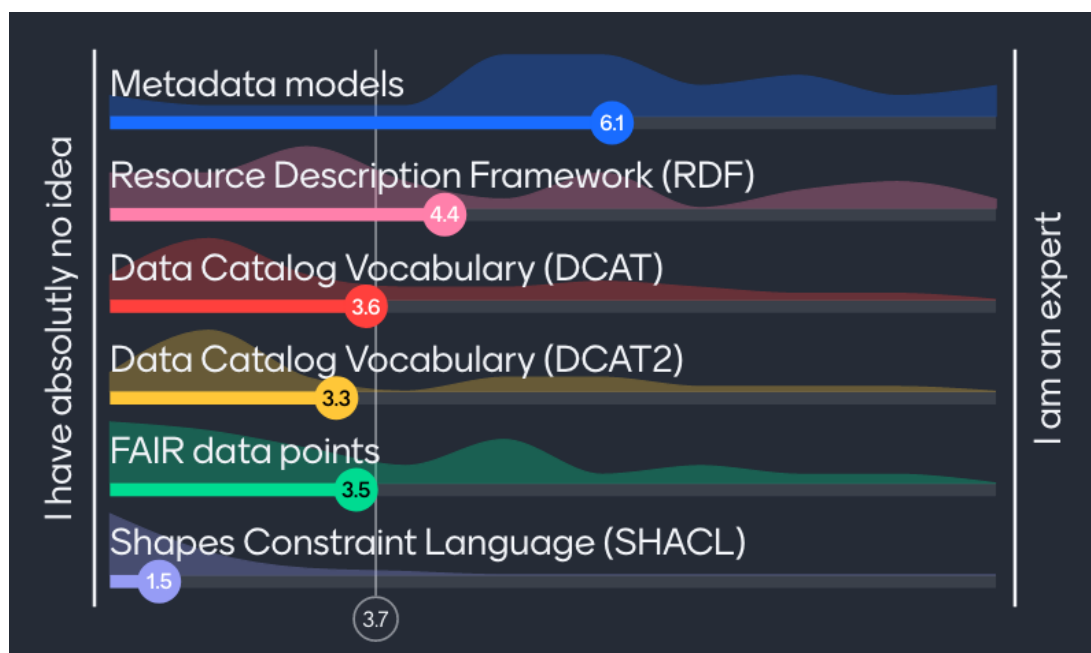 I have absolutly no idea
Metadata models
6.1
Resource Description Framework (RDF)
4.4
Data Catalog Vocabulary (DCAT)
3.6
Data Catalog Vocabulary (DCAT2)
3.3
FAIR data points
3.5
Shapes Constraint Language (SHACL)
1.5
3.7
I am an expert